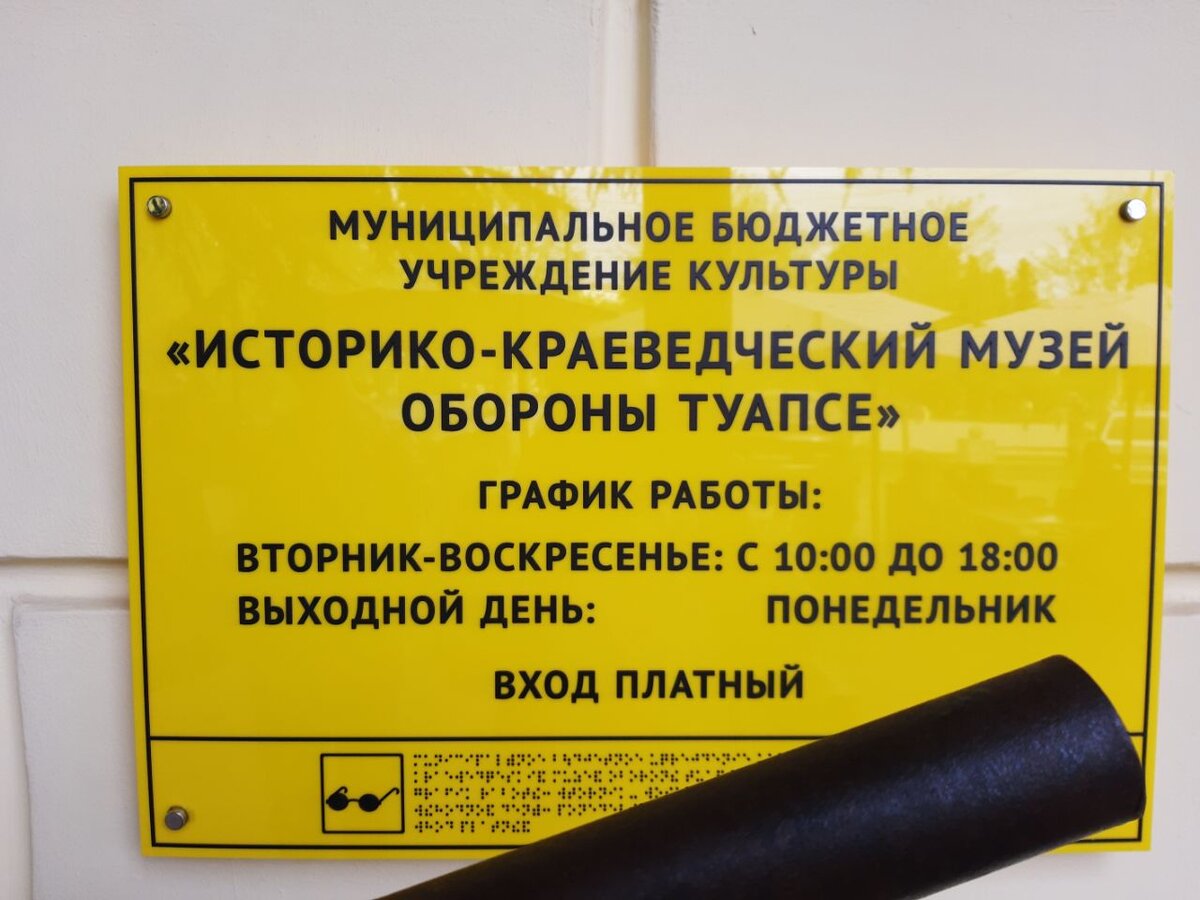 МУНИЦИПАЛЬНОЕ БЮДЖЕТНОЕ
УЧРЕЖДЕНИЕ КУЛЬТУРЫ
«ИСТОРИКО-КРАЕВЕДЧЕСКИЙ МУЗЕЙ
ОБОРОНЫ ТУАПСЕ»
ГРАФИК РАБОТЫ:
ВТОРНИК-ВОСКРЕСЕНЬЕ: С 10:00 ДО 18:00
ВЫХОДНОЙ ДЕНЬ: ПОНЕДЕЛЬНИК
ВХОД ПЛАТНЫЙ